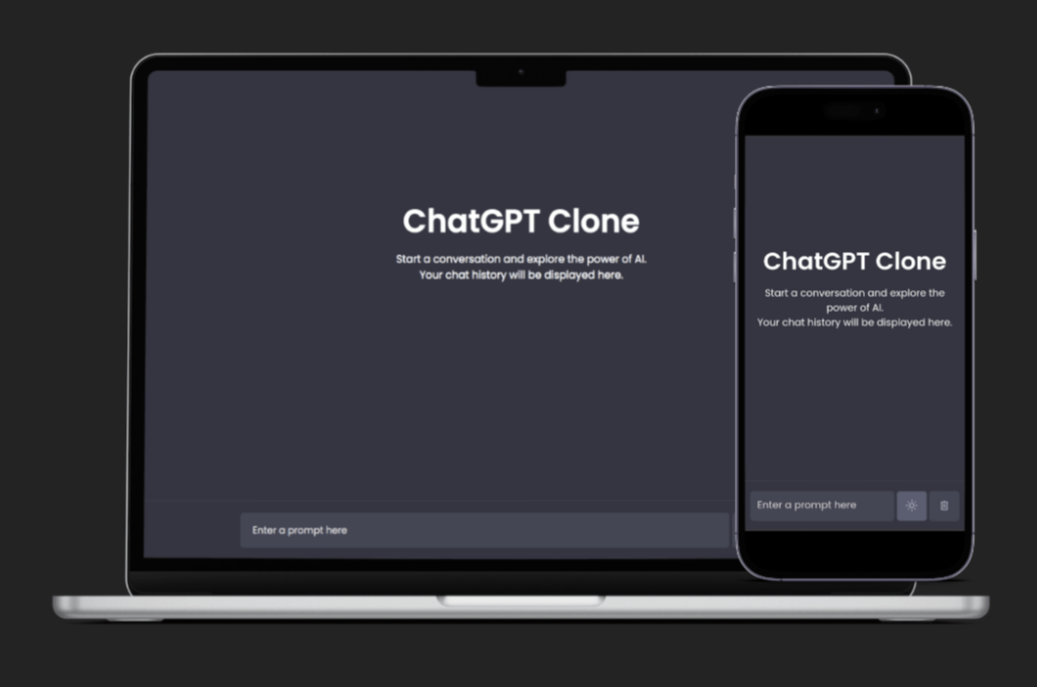 ChatGPT Clone
Start a conversation and explore the power of AI.
Your chat history will be displayed here.
Enter a prompt here
ChatGPT Clone
Start a conversation and explore the
power of AI.
Your chat history will be displayed here.
Enter a prompt here